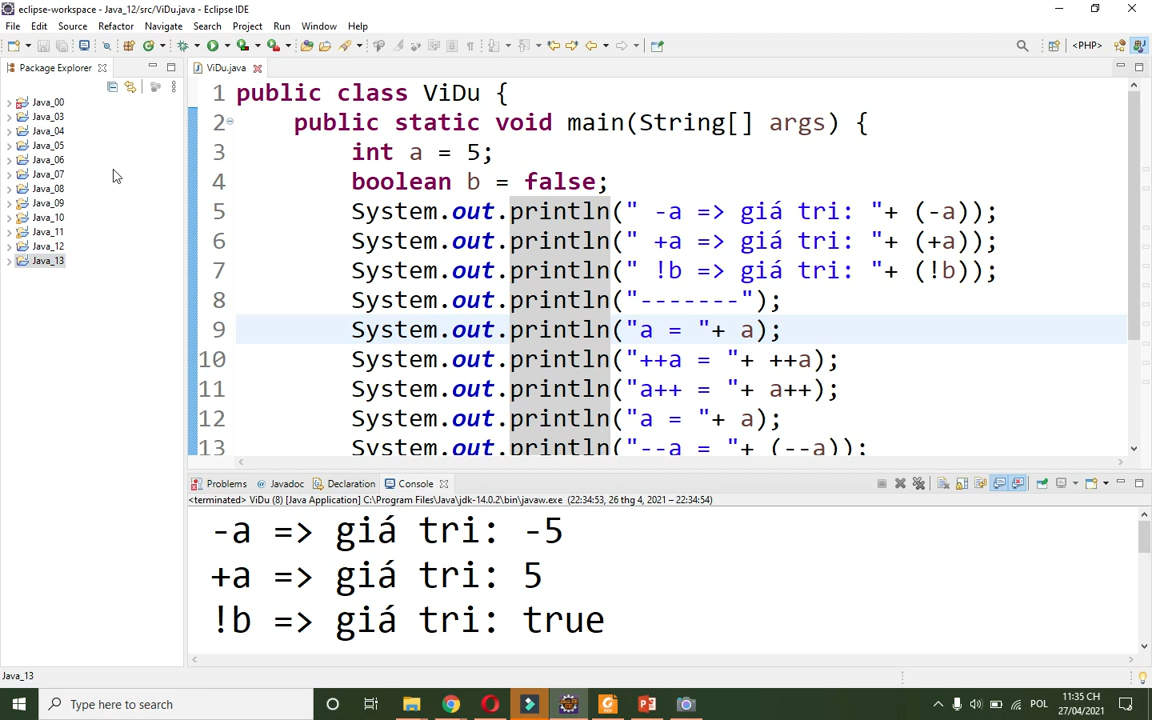 eclipse-workspace - Java_12/src/ViDu.java - Eclipse IDE
File Edit Source Refactor Navigate Search Project Run Window Help
<PHP>
Package Explorer
ViDu.java
Java_00
Java_03
Java_04
Java_05
Java_06
Java_07
Java_08
Java_09
Java_10
Java_11
Java_12
Java_13
1 public class ViDu {
2 public static void main(String[] args) {
3 int a = 5;
4 boolean b = false;
5 System.out.println(" -a => giá tri: "+ (-a));
6 System.out.println(" +a => giá tri: "+ (+a));
7 System.out.println(" !b => giá tri: "+ (!b));
8 System.out.println("-------");
9 System.out.println("a = "+ a);
10 System.out.println("++a = "+ ++a);
11 System.out.println("a++ = "+ a++);
12 System.out.println("a = "+ a);
13 System.out.println("--a = "+ (--a));
Problems @ Javadoc Declaration Console
<terminated> ViDu (8) [Java Application] C:\Program Files\Java\jdk-14.0.2\bin\javaw.exe (22:34:53, 26 thg 4, 2021 – 22:34:54)
-a => giá tri: -5
+a => giá tri: 5
!b => giá tri: true
Java_13
Type here to search
POL
11:35 CH
27/04/2021